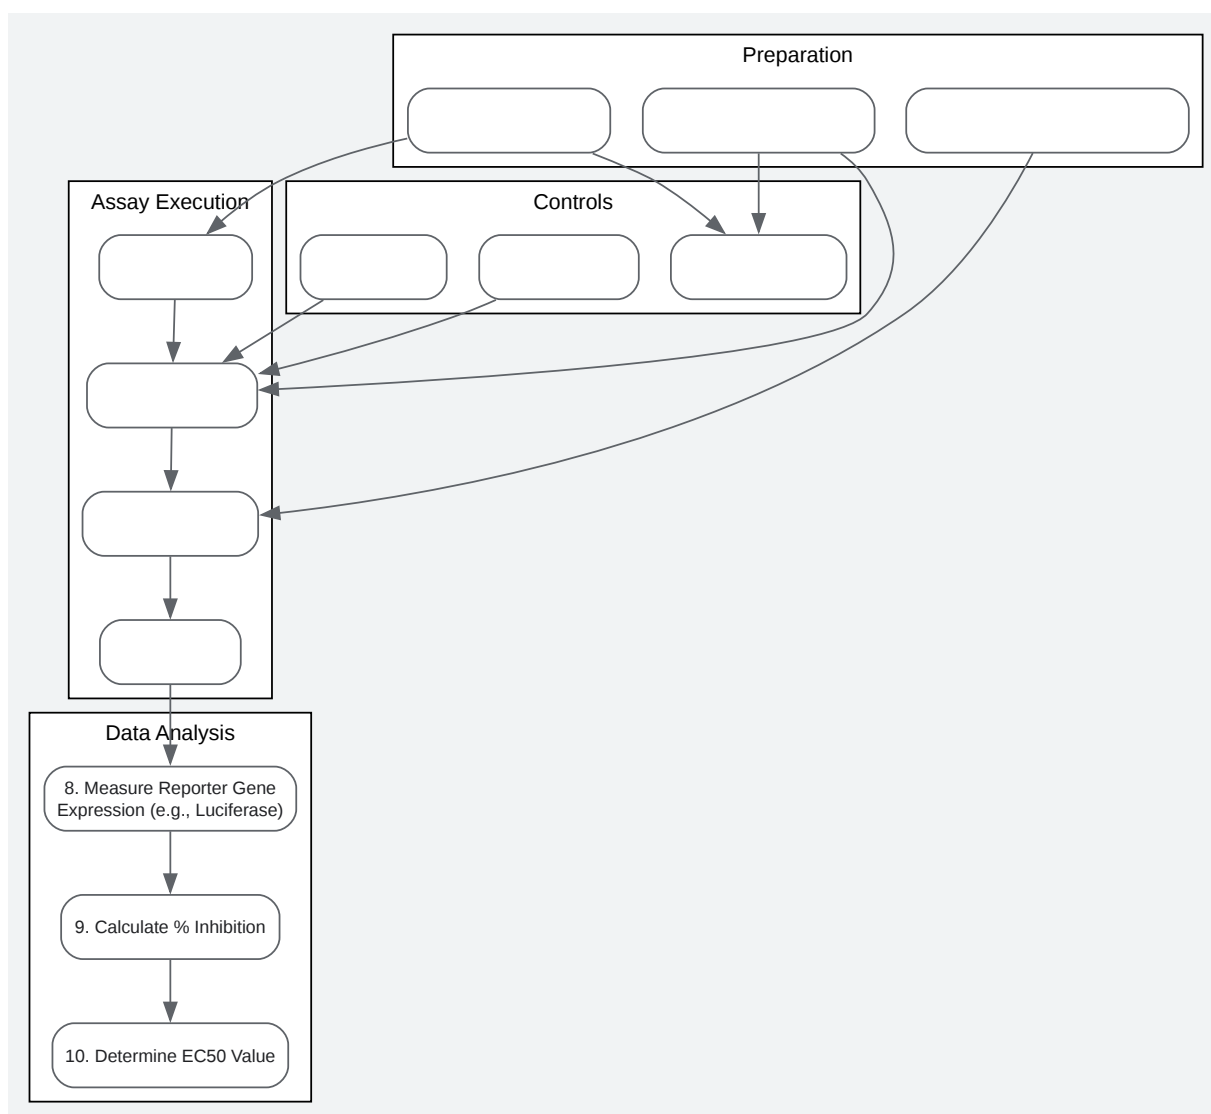 Preparation
Assay Execution
Controls
Data Analysis
8. Measure Reporter Gene
Expression (e.g., Luciferase)
9. Calculate % Inhibition
10. Determine EC50 Value